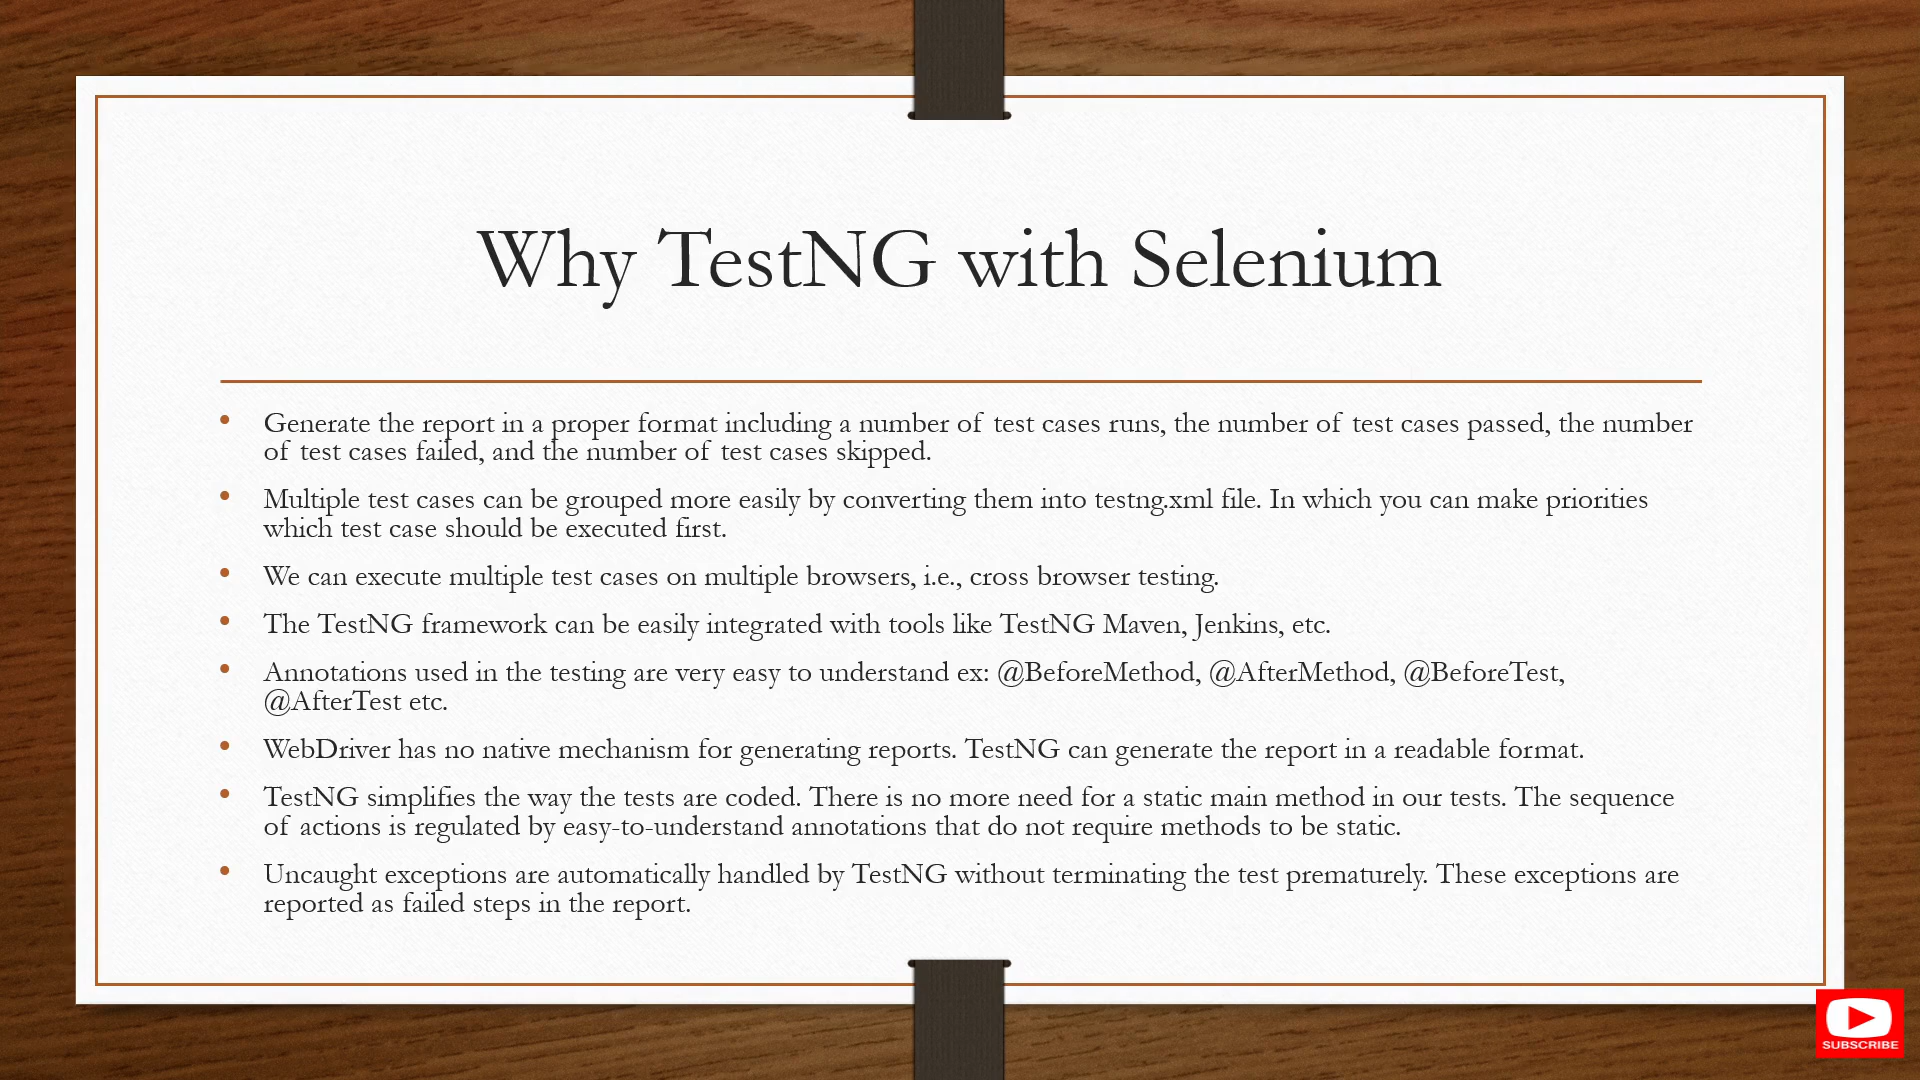 Why TestNG with Selenium
• Generate the report in a proper format including a number of test cases runs, the number of test cases passed, the number
of test cases failed, and the number of test cases skipped.
• Multiple test cases can be grouped more easily by converting them into testng.xml file. In which you can make priorities
which test case should be executed first.
• We can execute multiple test cases on multiple browsers, i.e., cross browser testing.
• The TestNG framework can be easily integrated with tools like TestNG Maven, Jenkins, etc.
• Annotations used in the testing are very easy to understand ex: @BeforeMethod, @AfterMethod, @BeforeTest,
@AfterTest etc.
• WebDriver has no native mechanism for generating reports. TestNG can generate the report in a readable format.
• TestNG simplifies the way the tests are coded. There is no more need for a static main method in our tests. The sequence
of actions is regulated by easy-to-understand annotations that do not require methods to be static.
• Uncaught exceptions are automatically handled by TestNG without terminating the test prematurely. These exceptions are
reported as failed steps in the report.
SUBSCRIBE